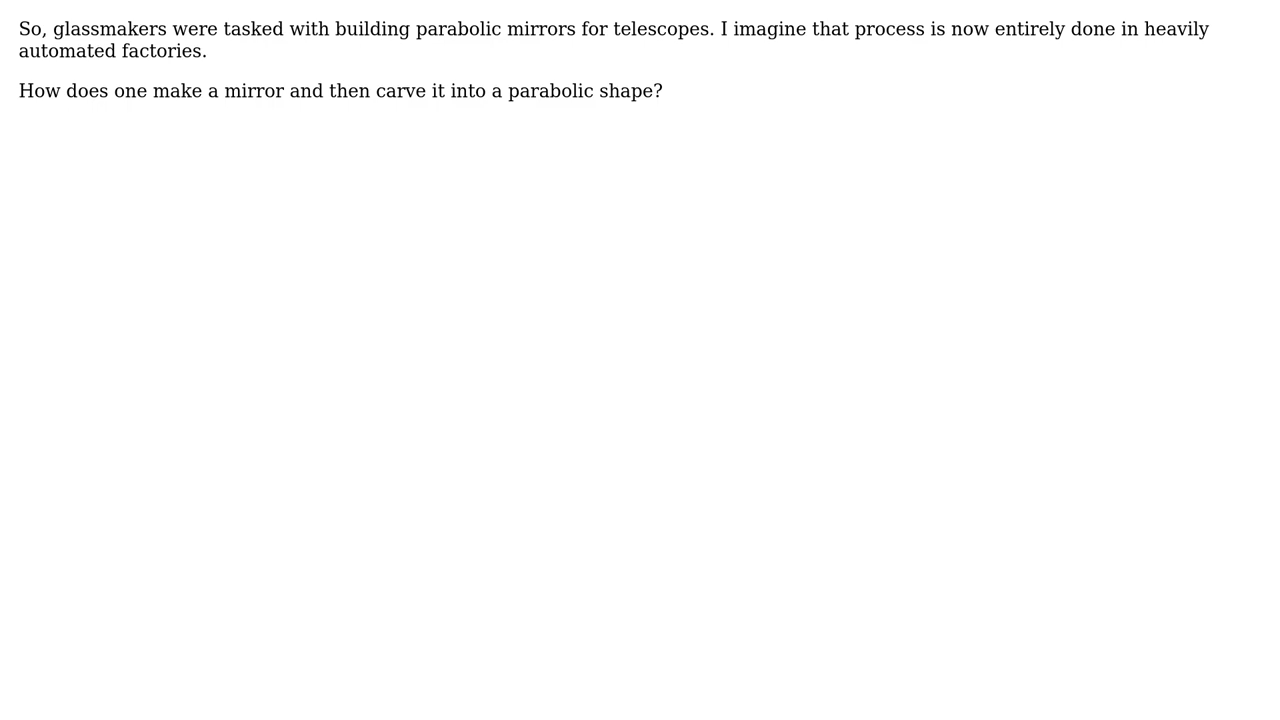 So, glassmakers were tasked with building parabolic mirrors for telescopes. I imagine that process is now entirely done in heavily
automated factories.
How does one make a mirror and then carve it into a parabolic shape?